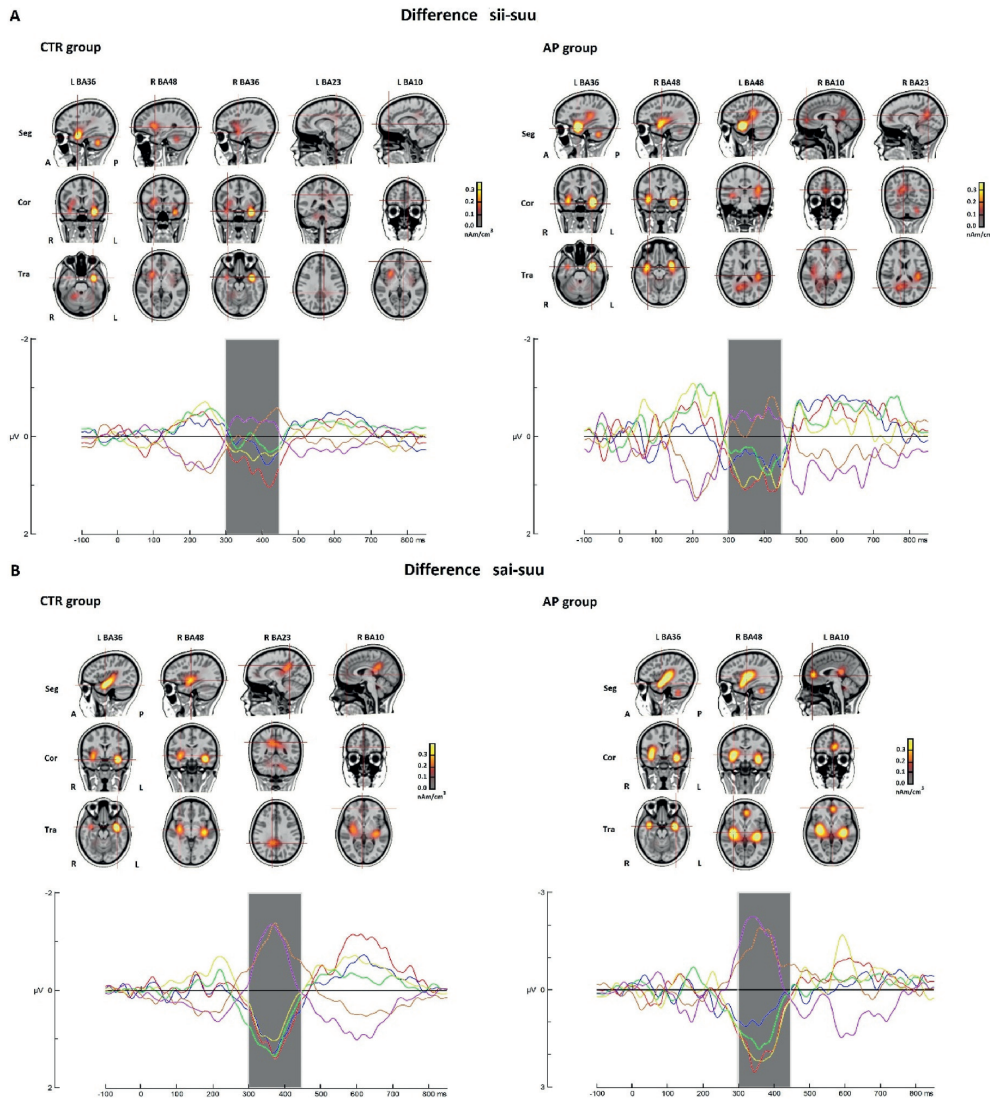 A
Difference sii-suu
CTR group
L BA36 R BA48 R BA36 L BA23 L BA10
Seg
A P
Cor
R L
Tra
R L
0.3
0.2
0.1
0.0
nAm/cm³
AP group
L BA36 R BA48 L BA48 R BA10 R BA23
Seg
A P
Cor
R L
Tra
R L
0.3
0.2
0.1
0.0
nAm/cm
-2
µV 0
2
-100 0 100 200 300 400 500 600 700 800 ms
-2
µV 0
2
-100 0 100 200 300 400 500 600 700 800 ms
B
Difference sai-suu
CTR group
L BA36 R BA48 R BA23 R BA10
Seg
A P
Cor
R L
Tra
R L
0.3
0.2
0.1
0.0
nAm/cm³
AP group
L BA36 R BA48 L BA10
Seg
A P
Cor
R L
Tra
R L
0.3
0.2
0.1
0.0
nAm/cm³
-2
µV 0
2
-100 0 100 200 300 400 500 600 700 800 ms
-3
µV 0
3
-100 0 100 200 300 400 500 600 700 800 ms